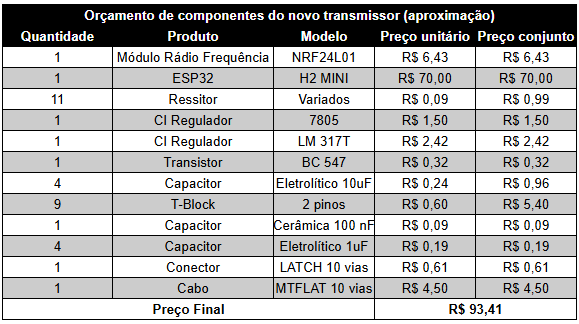 Orçamento de componentes do novo transmissor (aproximação)
Quantidade Produto Modelo Preço unitário Preço conjunto
1 Módulo Rádio Frequência NRF24L01 R$ 6,43 R$ 6,43
1 ESP32 H2 MINI R$ 70,00 R$ 70,00
11 Ressitor Variados R$ 0,09 R$ 0,99
1 CI Regulador 7805 R$ 1,50 R$ 1,50
1 CI Regulador LM 317T R$ 2,42 R$ 2,42
1 Transistor BC 547 R$ 0,32 R$ 0,32
4 Capacitor Eletrolítico 10uF R$ 0,24 R$ 0,96
9 T-Block 2 pinos R$ 0,60 R$ 5,40
1 Capacitor Cerâmica 100 nF R$ 0,09 R$ 0,09
4 Capacitor Eletrolítico 1uF R$ 0,19 R$ 0,19
1 Conector LATCH 10 vias R$ 0,61 R$ 0,61
1 Cabo MTFLAT 10 vias R$ 4,50 R$ 4,50
Preço Final R$ 93,41